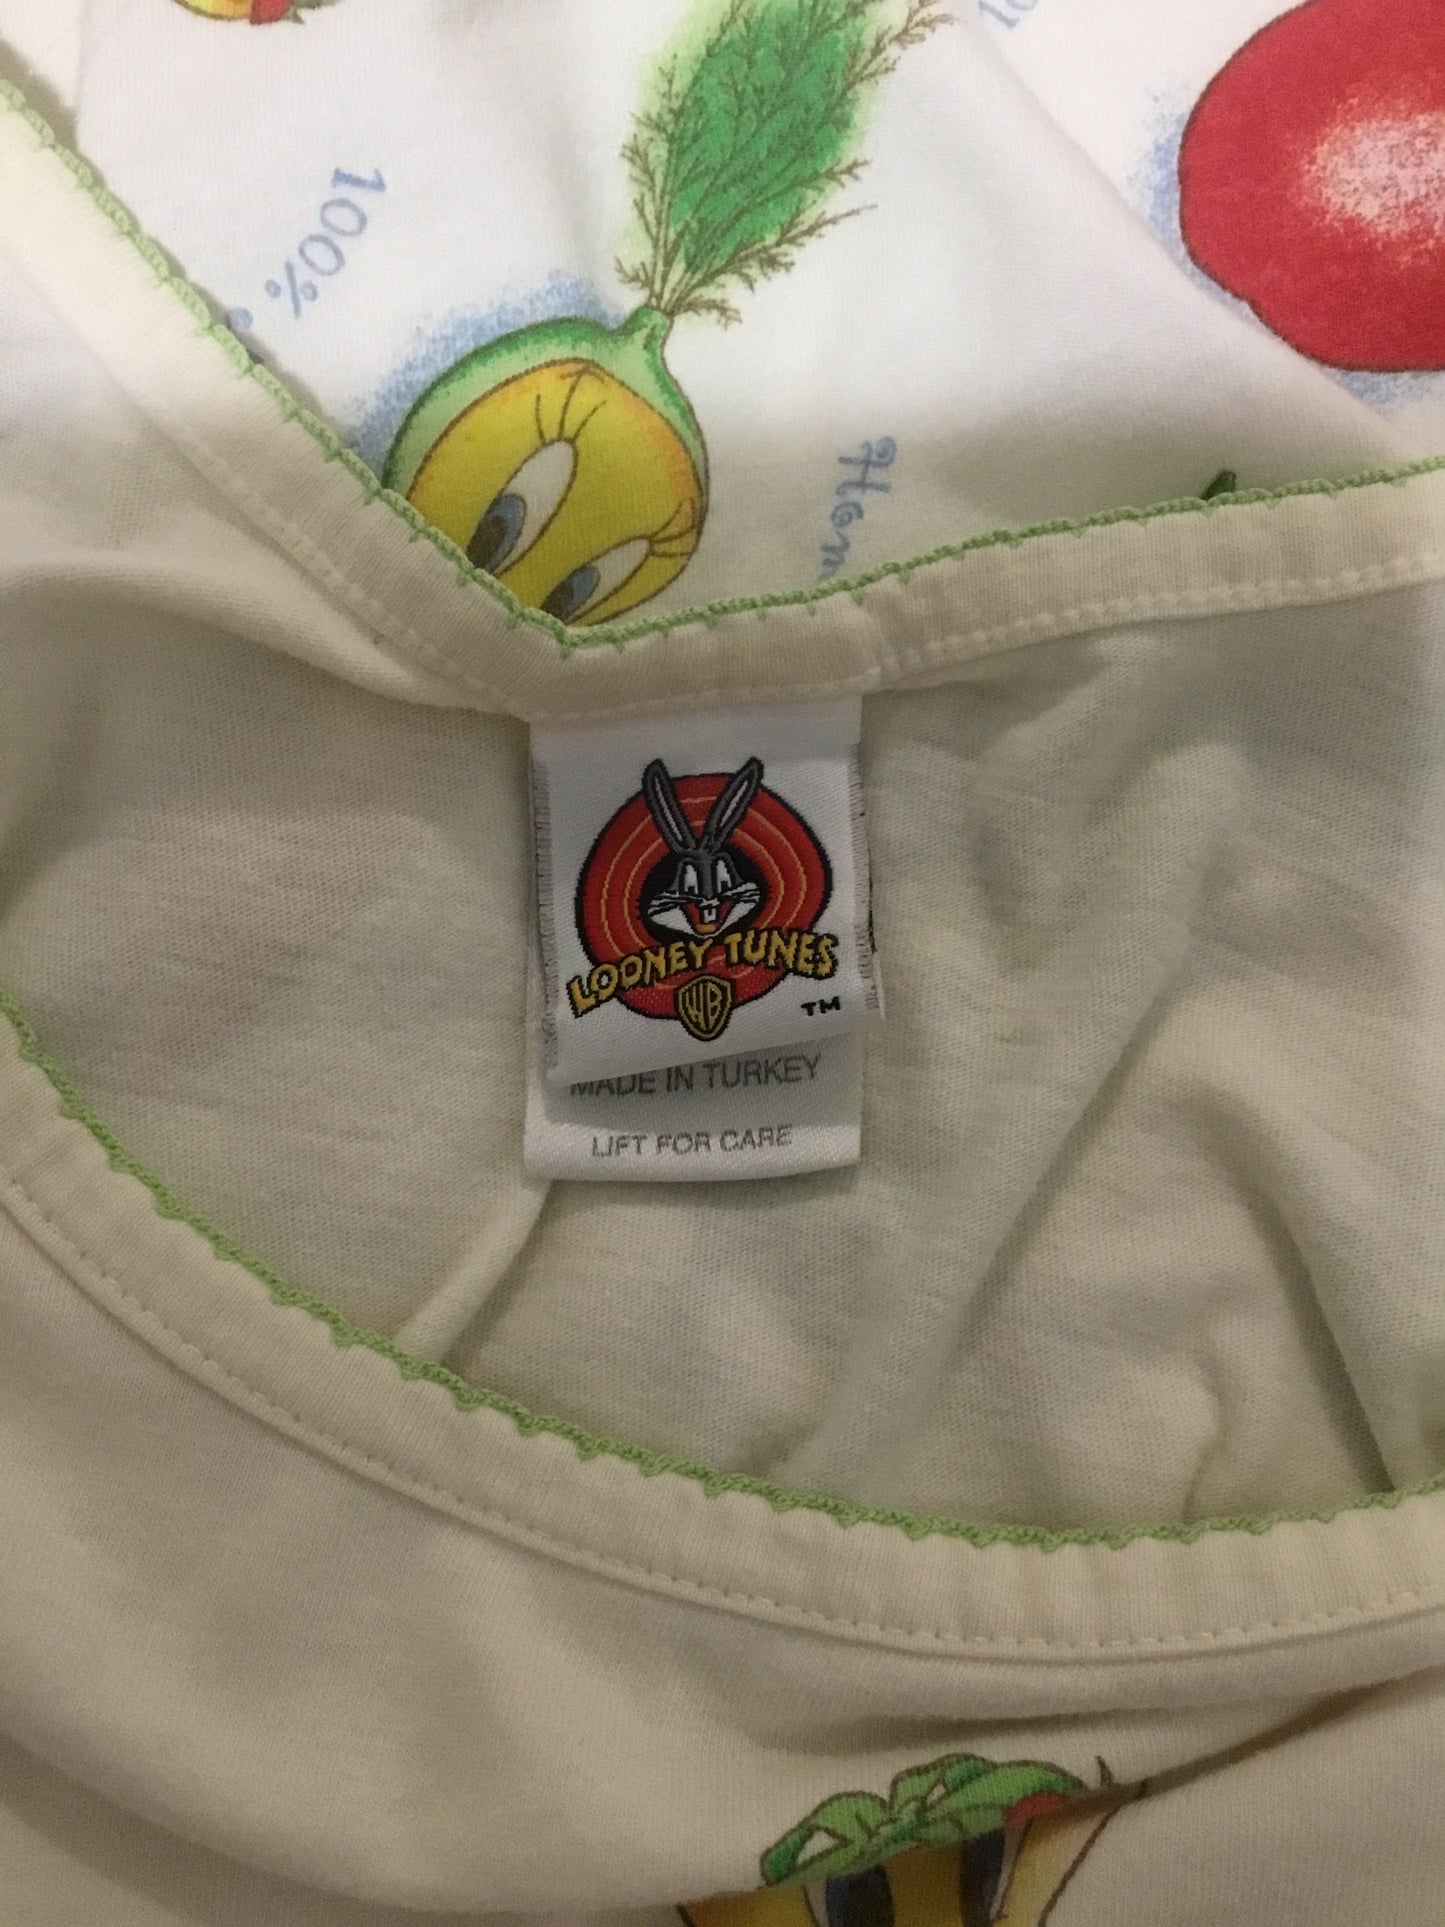 100%
LOONEY TUNES
WB
TM
MADE IN TURKEY
LIFT FOR CARE